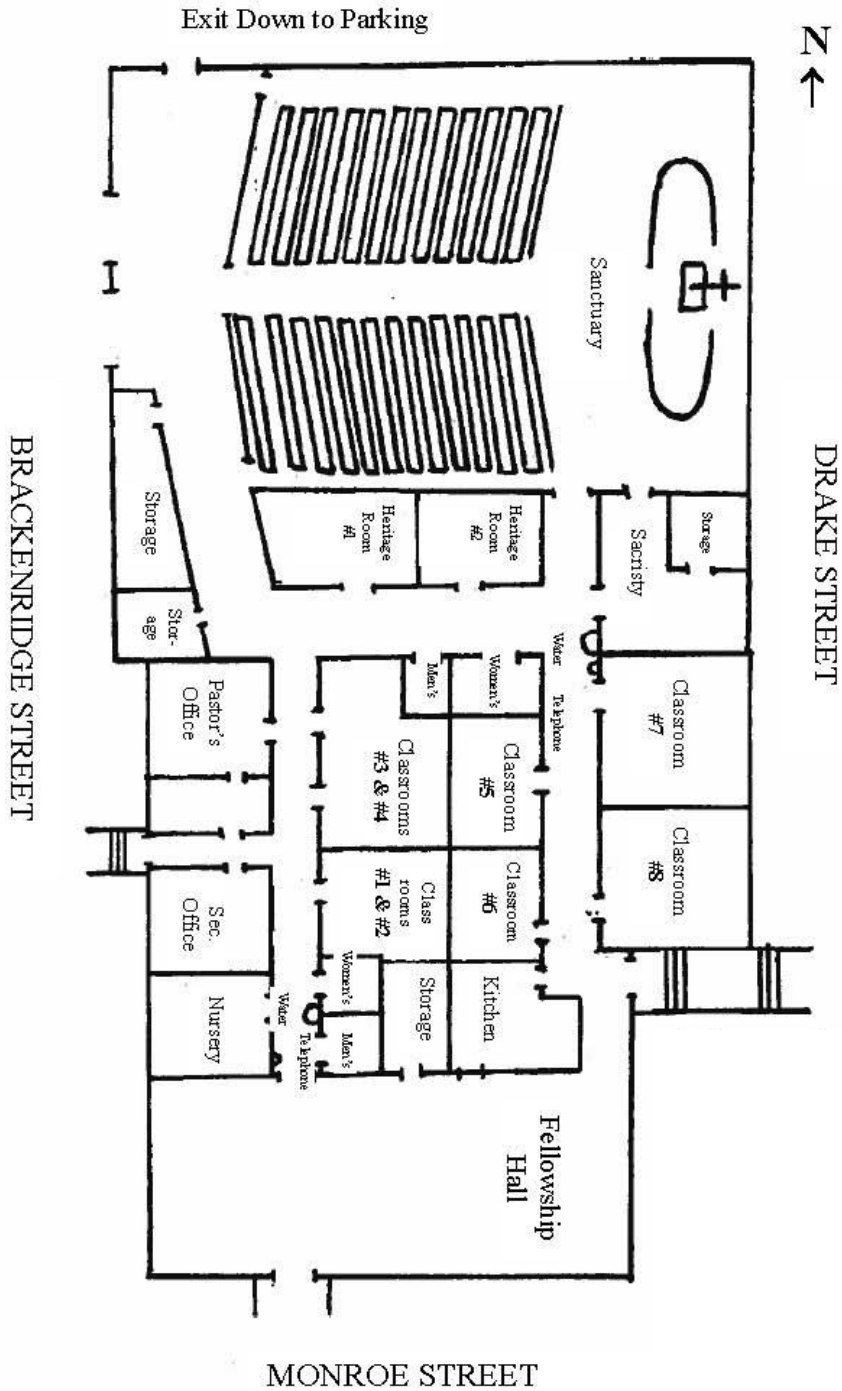 Exit Down to Parking
N
Sanctuary
DRAKE STREET
BRACKENRIDGE STREET
Storage
Stor-
age
Heritage
Room
#1
Heritage
Room
#2
Sacristy
Storage
Pastor's
Office
Men's
Women's
Water
Telephone
Classroom
#7
Classrooms
#3 & #4
Classroom
#5
Classroom
#8
Sec.
Office
Class
rooms
#1 & #2
Classroom
#6
Nursery
Water
Telephone
Women's
Men's
Storage
Kitchen
Fellowship
Hall
MONROE STREET